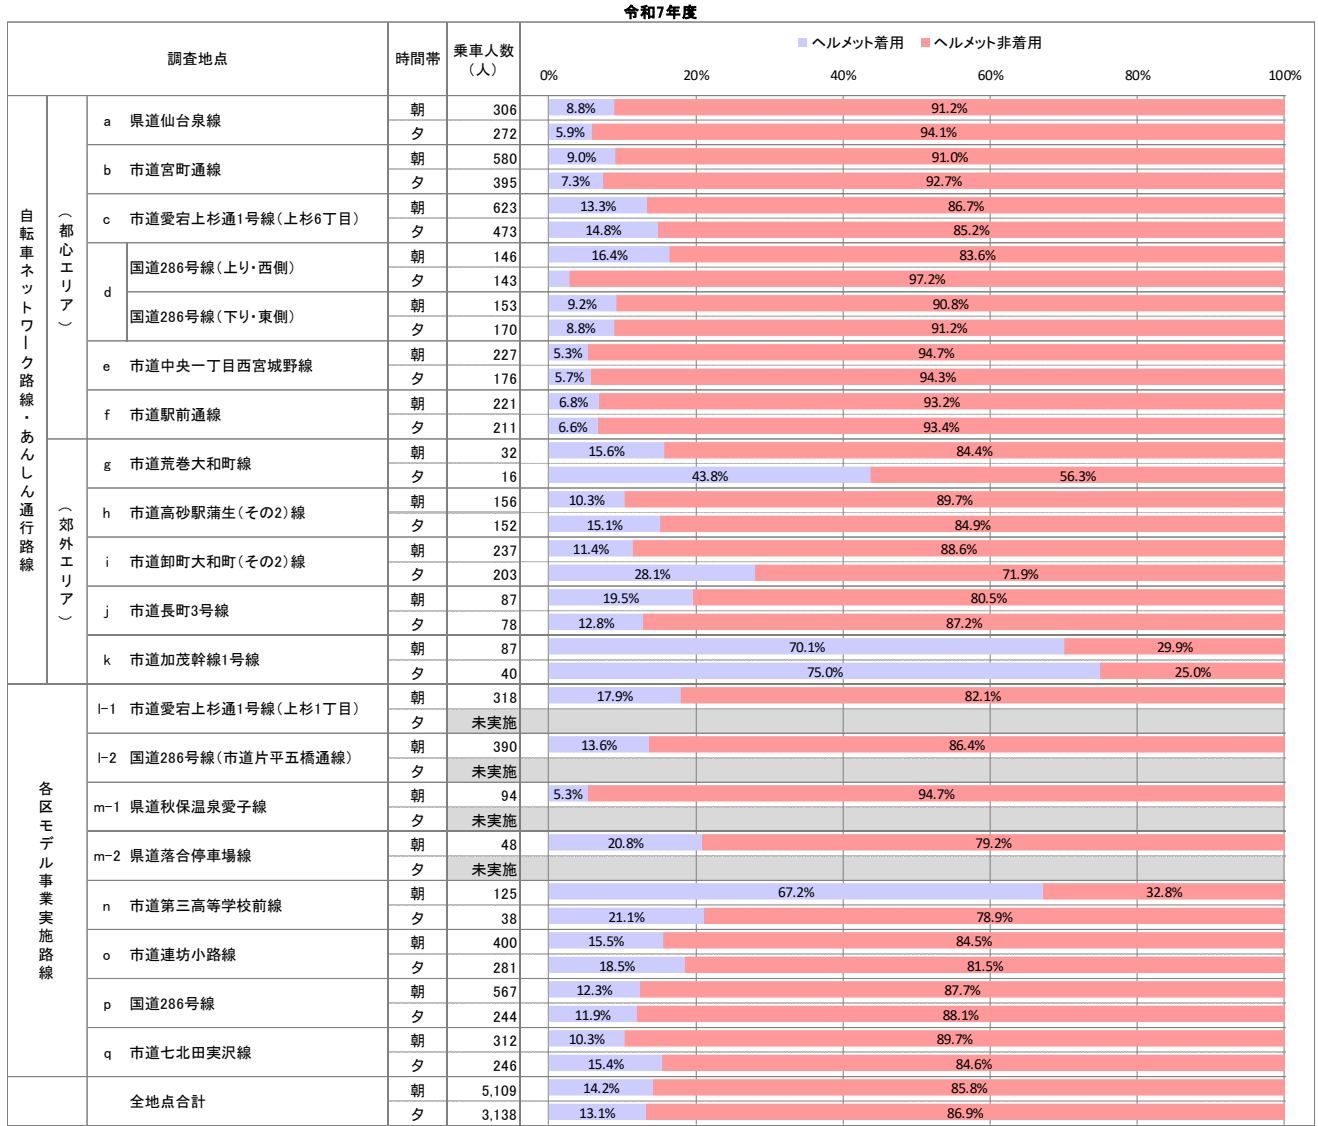 令和7年度
調査地点 時間帯 乗車人数(人) ヘルメット着用 ヘルメット非着用
0% 20% 40% 60% 80% 100%
自転車ネットワーク路線・あんしん通行路線
(都心エリア)
a 県道仙台泉線 朝 306 8.8% 91.2%
夕 272 5.9% 94.1%
b 市道宮町通線 朝 580 9.0% 91.0%
夕 395 7.3% 92.7%
c 市道愛宕上杉通1号線(上杉6丁目) 朝 623 13.3% 86.7%
夕 473 14.8% 85.2%
d 国道286号線(上り・西側) 朝 146 16.4% 83.6%
夕 143 97.2%
国道286号線(下り・東側) 朝 153 9.2% 90.8%
夕 170 8.8% 91.2%
e 市道中央一丁目西宮城野線 朝 227 5.3% 94.7%
夕 176 5.7% 94.3%
f 市道駅前通線 朝 221 6.8% 93.2%
夕 211 6.6% 93.4%
(郊外エリア)
g 市道荒巻大和町線 朝 32 15.6% 84.4%
夕 16 43.8% 56.3%
h 市道高砂駅蒲生(その2)線 朝 156 10.3% 89.7%
夕 152 15.1% 84.9%
i 市道卸町大和町(その2)線 朝 237 11.4% 88.6%
夕 203 28.1% 71.9%
j 市道長町3号線 朝 87 19.5% 80.5%
夕 78 12.8% 87.2%
k 市道加茂幹線1号線 朝 87 70.1% 29.9%
夕 40 75.0% 25.0%
各区モデル事業実施路線
l-1 市道愛宕上杉通1号線(上杉1丁目) 朝 318 17.9% 82.1%
夕 未実施
l-2 国道286号線(市道片平五橋通線) 朝 390 13.6% 86.4%
夕 未実施
m-1 県道秋保温泉愛子線 朝 94 5.3% 94.7%
夕 未実施
m-2 県道落合停車場線 朝 48 20.8% 79.2%
夕 未実施
n 市道第三高等学校前線 朝 125 67.2% 32.8%
夕 38 21.1% 78.9%
o 市道連坊小路線 朝 400 15.5% 84.5%
夕 281 18.5% 81.5%
p 国道286号線 朝 567 12.3% 87.7%
夕 244 11.9% 88.1%
q 市道七北田実沢線 朝 312 10.3% 89.7%
夕 246 15.4% 84.6%
全地点合計 朝 5,109 14.2% 85.8%
夕 3,138 13.1% 86.9%